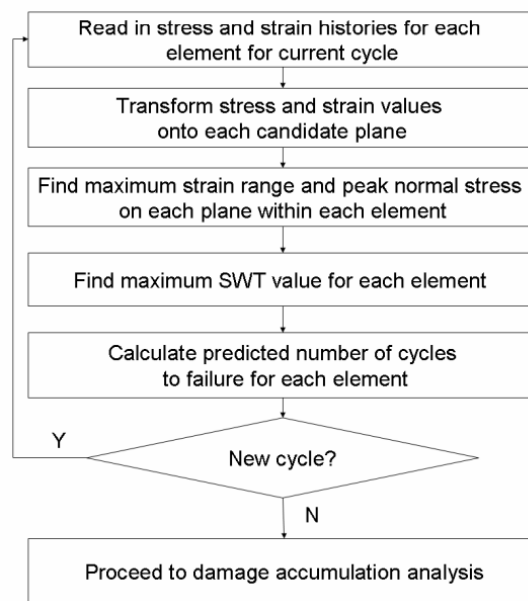 Read in stress and strain histories for each
element for current cycle
Transform stress and strain values
onto each candidate plane
Find maximum strain range and peak normal stress
on each plane within each element
Find maximum SWT value for each element
Calculate predicted number of cycles
to failure for each element
Y
New cycle?
N
Proceed to damage accumulation analysis